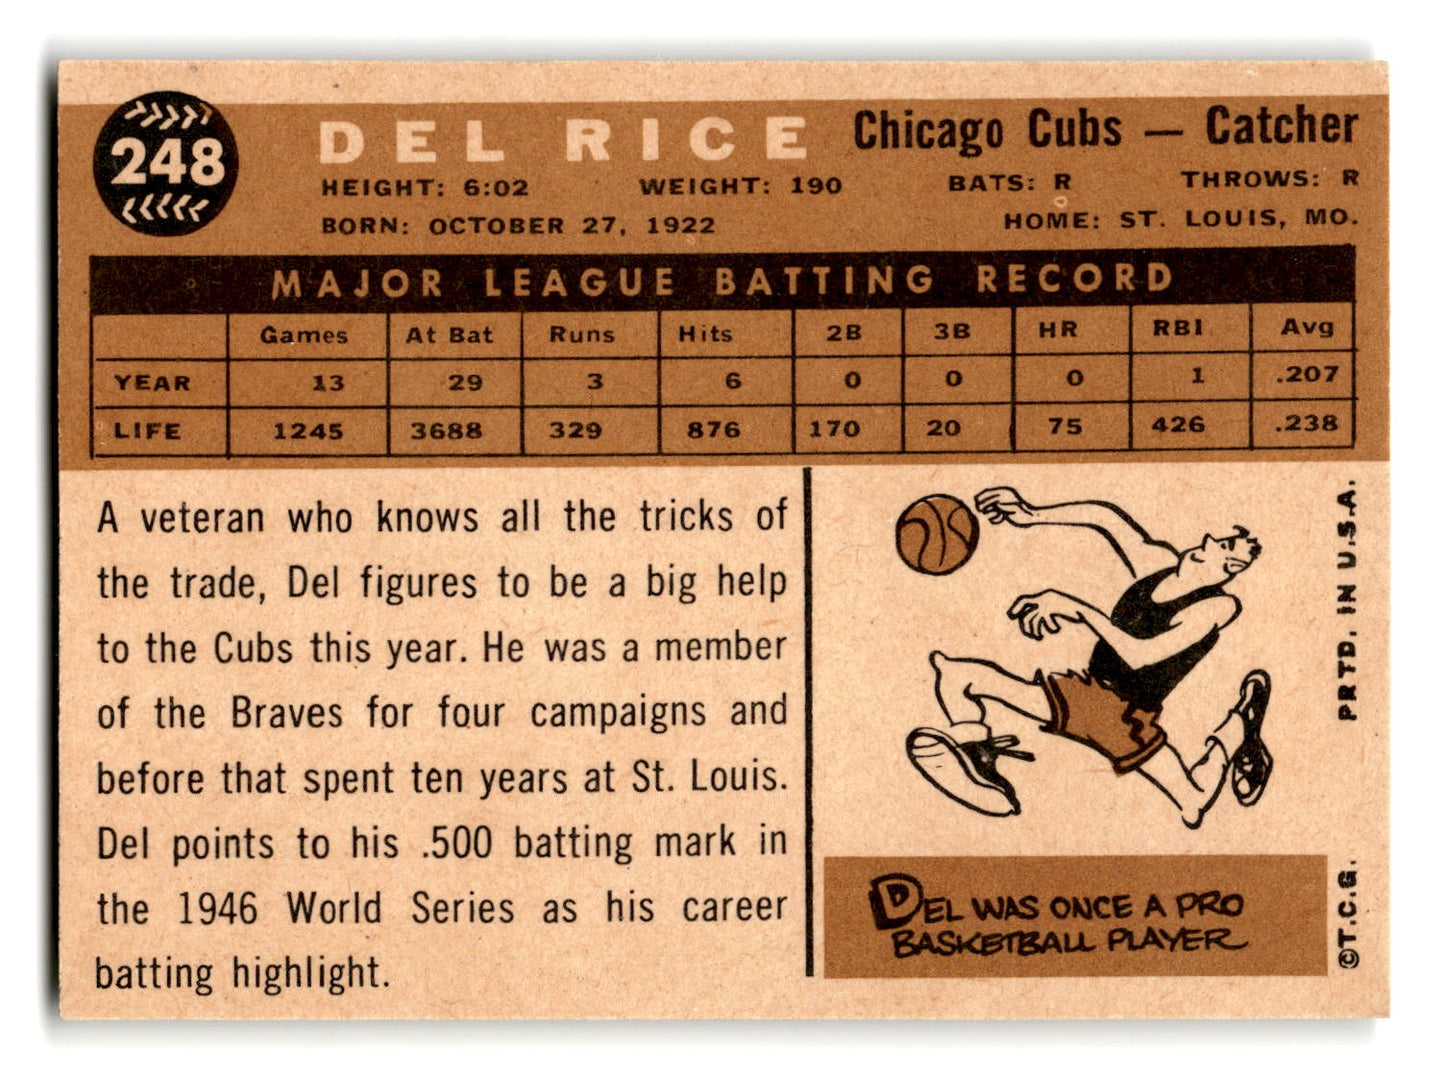 248
DEL RICE Chicago Cubs — Catcher
HEIGHT: 6:02 WEIGHT: 190 BATS: R THROWS: R
BORN: OCTOBER 27, 1922 HOME: ST. LOUIS, MO.
MAJOR LEAGUE BATTING RECORD
Games At Bat Runs Hits 2B 3B HR RBI Avg
YEAR 13 29 3 6 0 0 0 1 .207
LIFE 1245 3688 329 876 170 20 75 426 .238
A veteran who knows all the tricks of
the trade, Del figures to be a big help
to the Cubs this year. He was a member
of the Braves for four campaigns and
before that spent ten years at St. Louis.
Del points to his .500 batting mark in
the 1946 World Series as his career
batting highlight.
DEL WAS ONCE A PRO
BASKETBALL PLAYER
©T.C.G. PRTD. IN U.S.A.